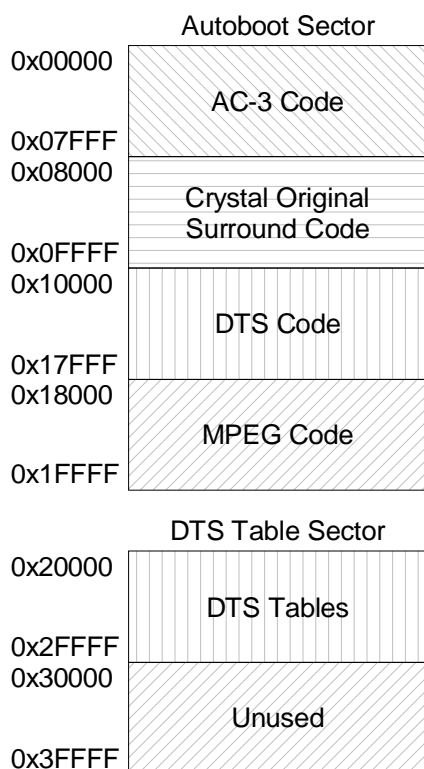 Autoboot Sector
0x00000
AC-3 Code
0x07FFF
0x08000
Crystal Original
Surround Code
0x0FFFF
0x10000
DTS Code
0x17FFF
0x18000
MPEG Code
0x1FFFF
DTS Table Sector
0x20000
DTS Tables
0x2FFFF
0x30000
Unused
0x3FFFF